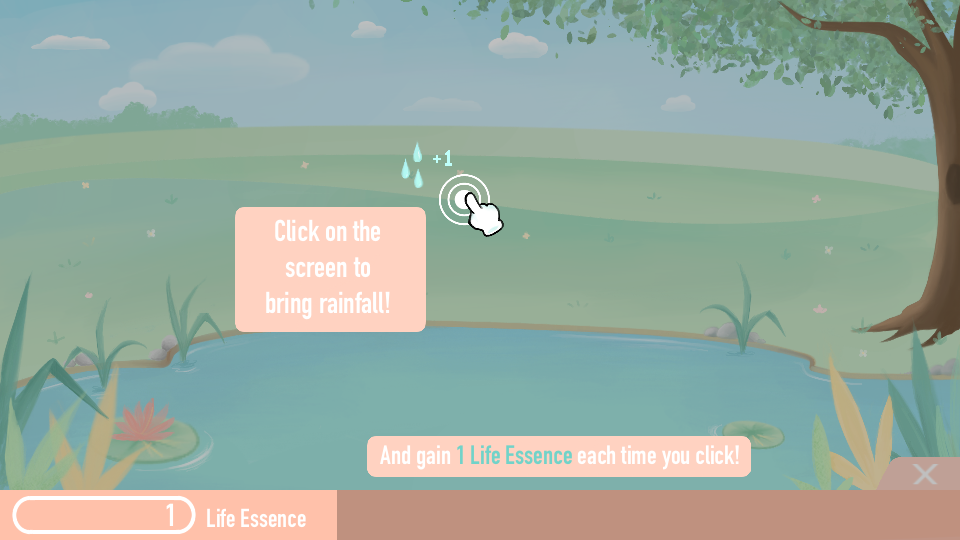 +1
Click on the
screen to
bring rainfall!
And gain 1 Life Essence each time you click!
1 Life Essence